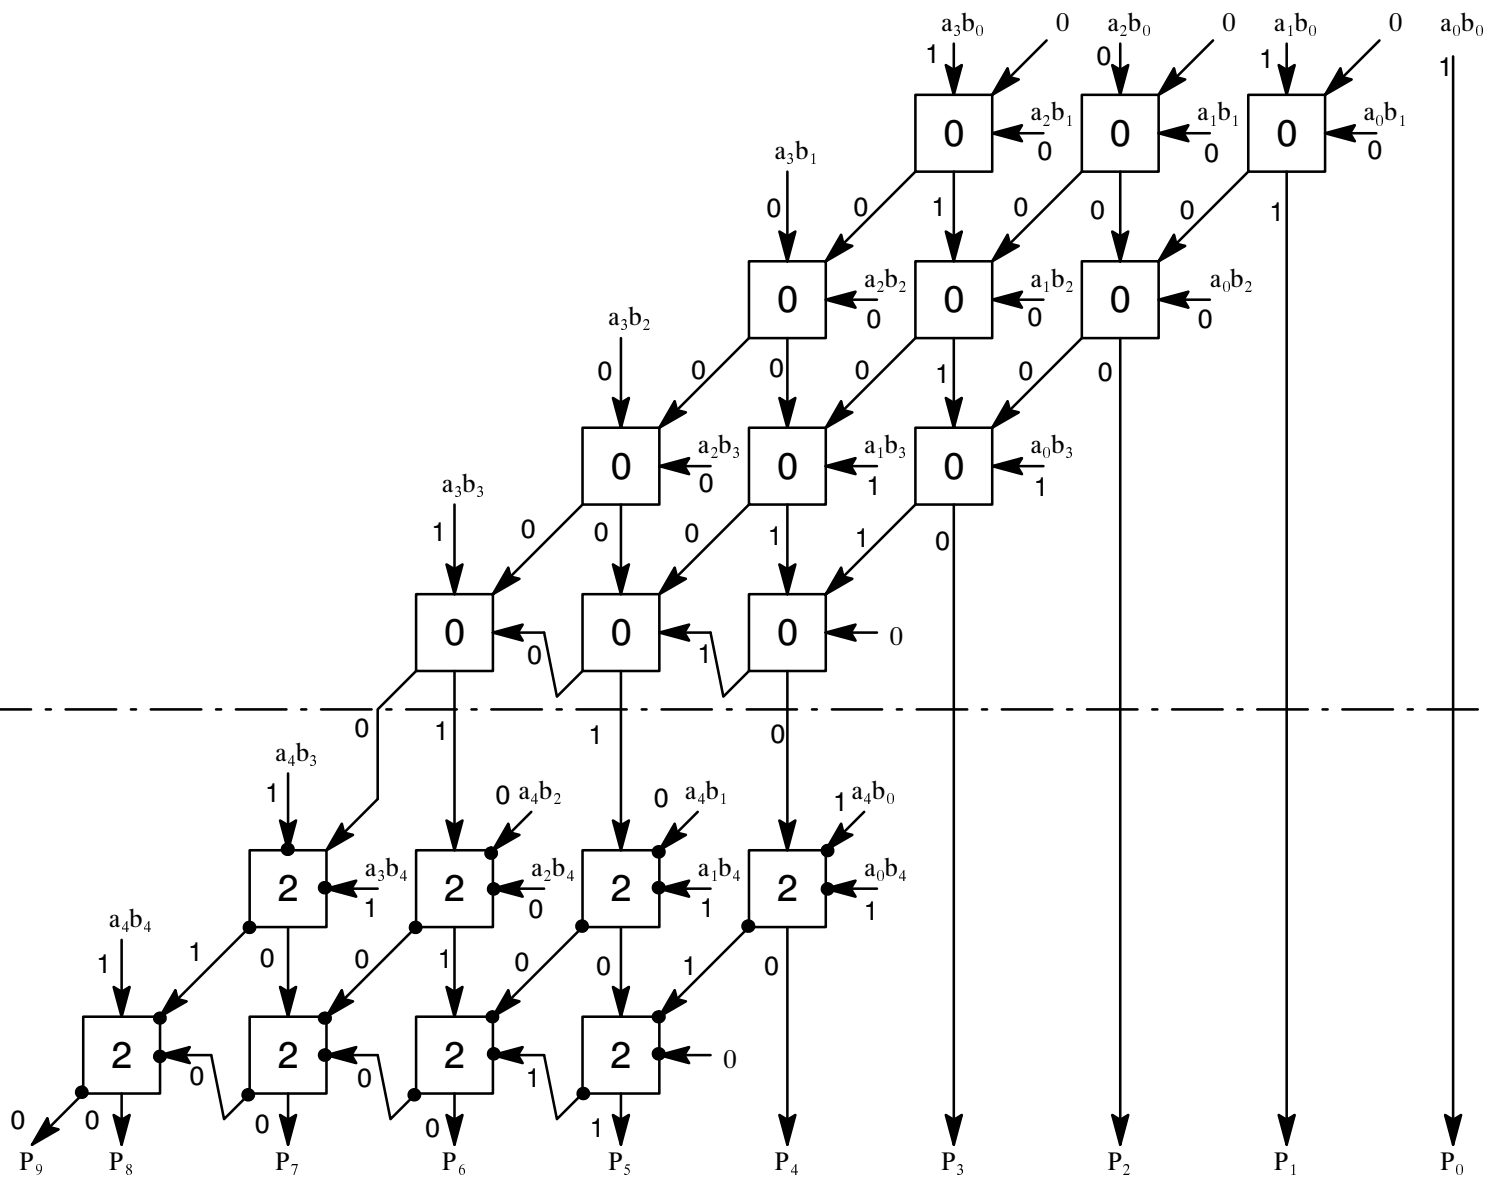 a₃b₀ 0 a₂b₀ 0 a₁b₀ 0 a₀b₀
1 0 1 1
0 a₂b₁ 0 a₁b₁ 0 a₀b₁
0 0 0
a₃b₁
0 0 1 0 0 0 1
0 a₂b₂ 0 a₁b₂ 0 a₀b₂
0 0 0
a₃b₂
0 0 0 0 1 0 0
0 a₂b₃ 0 a₁b₃ 0 a₀b₃
0 1 1
a₃b₃
1 0 0 0 1 1 0
0 0 0 0
0 1
0 1 1 0
a₄b₃
1 0 a₄b₂ 0 a₄b₁ 1 a₄b₀
2 a₃b₄ 2 a₂b₄ 2 a₁b₄ 2 a₀b₄
1 0 1 1
a₄b₄
1 1 0 0 1 0 0 1 0
2 2 2 2 0
0 0 1
0 0 0 0 1
P₉ P₈ P₇ P₆ P₅ P₄ P₃ P₂ P₁ P₀